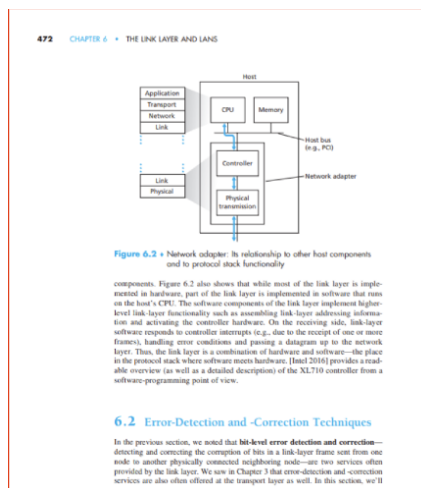 472 CHAPTER 6 • THE LINK LAYER AND LANS
Host
Application
Transport
Network
Link
CPU
Memory
Host bus
(e.g., PCI)
Controller
Network adapter
Link
Physical
Physical
transmission
Figure 6.2 • Network adapter: Its relationship to other host components
and to protocol stack functionality
components. Figure 6.2 also shows that while most of the link layer is imple-
mented in hardware, part of the link layer is implemented in software that runs
on the host's CPU. The software components of the link layer implement higher-
level link-layer functionality such as assembling link-layer addressing informa-
tion and activating the controller hardware. On the receiving side, link-layer
software responds to controller interrupts (e.g., due to the receipt of one or more
frames), handling error conditions and passing a datagram up to the network
layer. Thus, the link layer is a combination of hardware and software—the place
in the protocol stack where software meets hardware. [Intel 2016] provides a read-
able overview (as well as a detailed description) of the XL710 controller from a
software-programming point of view.
6.2 Error-Detection and -Correction Techniques
In the previous section, we noted that bit-level error detection and correction—
detecting and correcting the corruption of bits in a link-layer frame sent from one
node to another physically connected neighboring node—are two services often
provided by the link layer. We saw in Chapter 3 that error-detection and -correction
services are also often offered at the transport layer as well. In this section, we'll